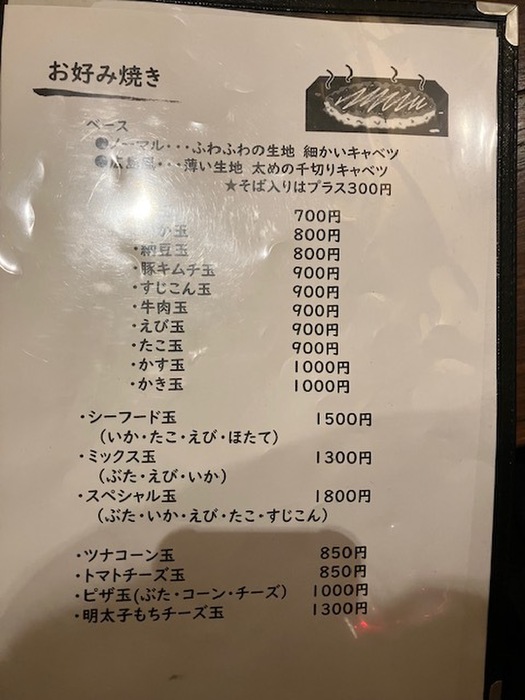 お好み焼き
ベース
●ノーマル・・・ふわふわの生地 細かいキャベツ
●広島風・・・薄い生地 太めの千切りキャベツ
★そば入りはプラス300円
700円
玉 800円
・納豆玉 800円
・豚キムチ玉 900円
・すじこん玉 900円
・牛肉玉 900円
・えび玉 900円
・たこ玉 900円
・かす玉 1000円
・かき玉 1000円
・シーフード玉 1500円
(いか・たこ・えび・ほたて)
・ミックス玉 1300円
(ぶた・えび・いか)
・スペシャル玉 1800円
(ぶた・いか・えび・たこ・すじこん)
・ツナコーン玉 850円
・トマトチーズ玉 850円
・ピザ玉(ぶた・コーン・チーズ) 1000円
・明太子もちチーズ玉 1300円